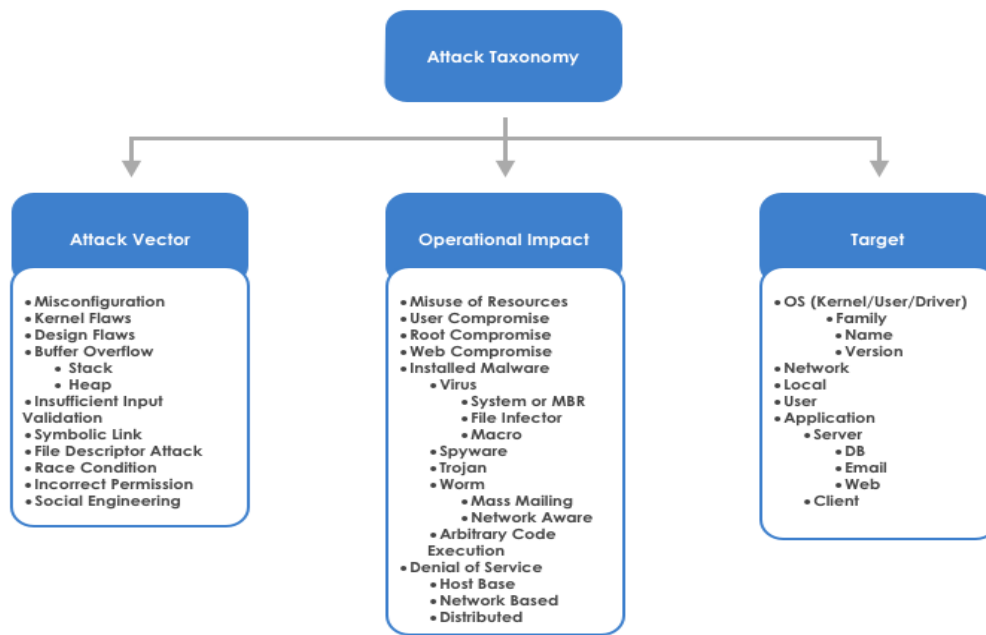 Attack Taxonomy
Attack Vector
• Misconfiguration
• Kernel Flaws
• Design Flaws
• Buffer Overflow
• Stack
• Heap
• Insufficient Input
Validation
• Symbolic Link
• File Descriptor Attack
• Race Condition
• Incorrect Permission
• Social Engineering
Operational Impact
• Misuse of Resources
• User Compromise
• Root Compromise
• Web Compromise
• Installed Malware
• Virus
• System or MBR
• File Infector
• Macro
• Spyware
• Trojan
• Worm
• Mass Mailing
• Network Aware
• Arbitrary Code
Execution
• Denial of Service
• Host Base
• Network Based
• Distributed
Target
• OS (Kernel/User/Driver)
• Family
• Name
• Version
• Network
• Local
• User
• Application
• Server
• DB
• Email
• Web
• Client